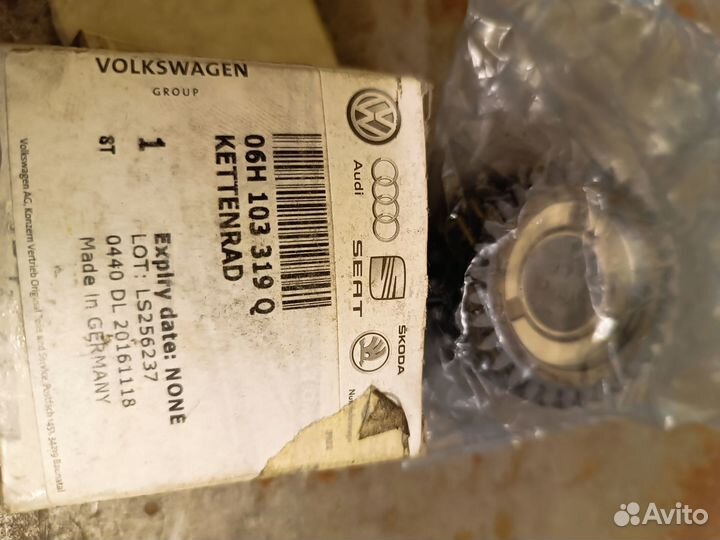 VOLKSWAGEN
GROUP
06H 103 319 Q
KETTENRAD
1
ST
Expiry date: NONE
LOT: LS256237
0440 DL 20161118
Made in GERMANY
Audi
SEAT
ŠKODA
Avito